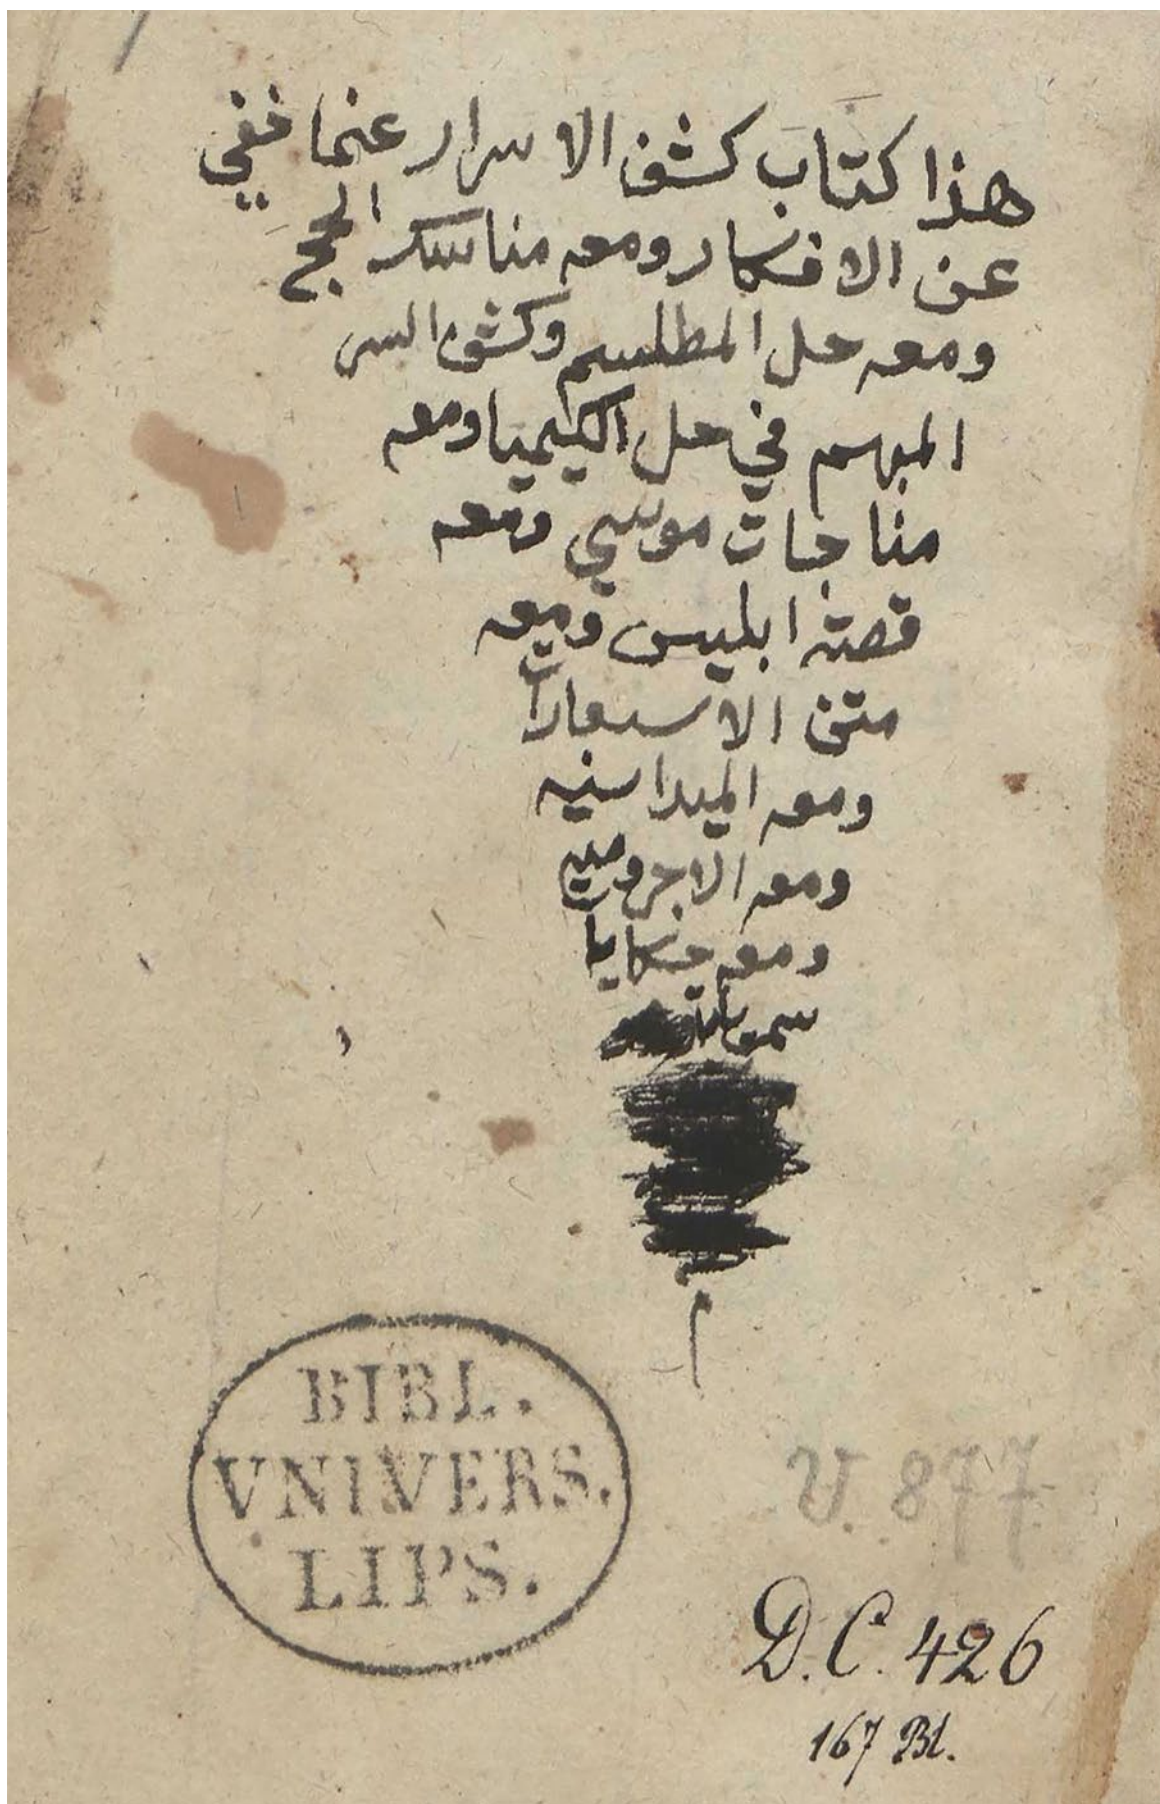 هذا كتاب كشف الاسرار عنما خفي
عن الافكار ومعه مناسك الحج
ومعه حل المطلسم وكشف السر
المبهم في حل الكيميا ومعه
مناجات موسي ومعه
قصة ابليس ومعه
متن الاسعارات
ومعه الميدانيه
ومعه الاجروميه
ومعه حكايا
BIBL.
VNIVERS.
LIPS.
V. 877
D.C. 426
167 Bl.